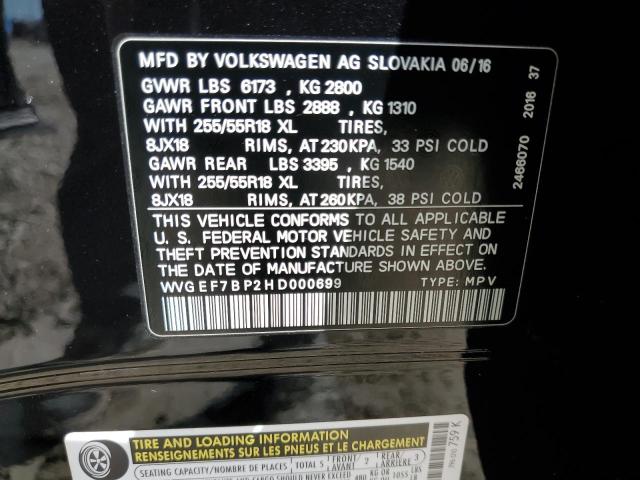 MFD BY VOLKSWAGEN AG SLOVAKIA 06/16
GVWR LBS 6173 , KG 2800
GAWR FRONT LBS 2888 , KG 1310
WITH 255/55R18 XL TIRES,
8JX18 RIMS, AT 230KPA, 33 PSI COLD
GAWR REAR LBS 3395 , KG 1540
WITH 255/55R18 XL TIRES,
8JX18 RIMS, AT 260KPA, 38 PSI COLD
THIS VEHICLE CONFORMS TO ALL APPLICABLE
U. S. FEDERAL MOTOR VEHICLE SAFETY AND
THEFT PREVENTION STANDARDS IN EFFECT ON
THE DATE OF MANUFACTURE SHOWN ABOVE.
WVGEF7BP2HD000699 TYPE: MPV
2466070 2016 37
TIRE AND LOADING INFORMATION
RENSEIGNEMENTS SUR LES PNEUS ET LE CHARGEMENT
SEATING CAPACITY/NOMBRE DE PLACES TOTAL 5 FRONT/AVANT 2 REAR/ARRIÈRE 3
759 K